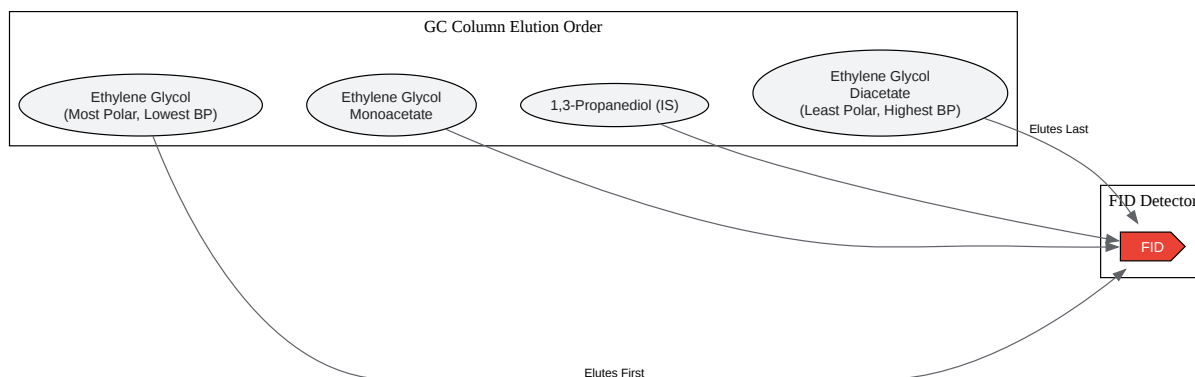 GC Column Elution Order
Ethylene Glycol
(Most Polar, Lowest BP)
Ethylene Glycol
Monoacetate
1,3-Propanediol (IS)
Ethylene Glycol
Diacetate
(Least Polar, Highest BP)
Elutes Last
FID Detector
FID
Elutes First